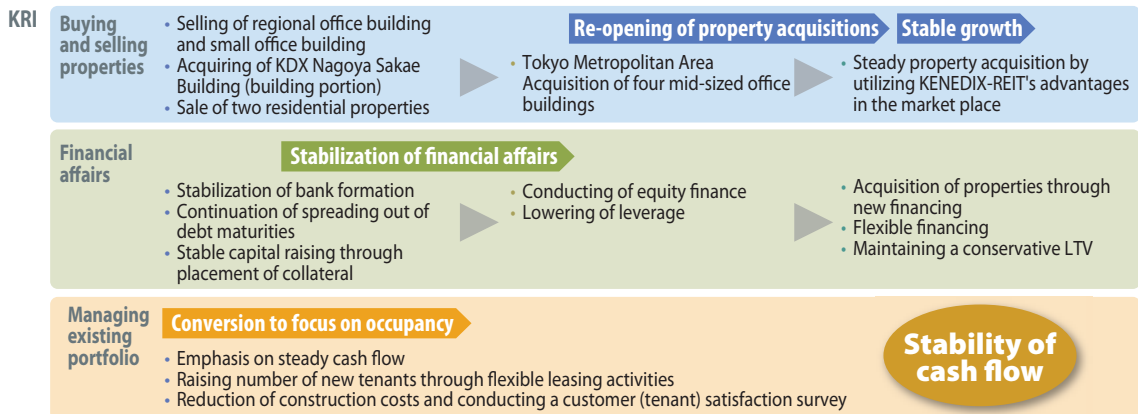 KRI
Buying
and selling
properties
• Selling of regional office building
and small office building
• Acquiring of KDX Nagoya Sakae
Building (building portion)
• Sale of two residential properties
Re-opening of property acquisitions
• Tokyo Metropolitan Area
Acquisition of four mid-sized office
buildings
Stable growth
• Steady property acquisition by
utilizing KENEDIX-REIT's advantages
in the market place
Financial
affairs
Stabilization of financial affairs
• Stabilization of bank formation
• Continuation of spreading out of
debt maturities
• Stable capital raising through
placement of collateral
• Conducting of equity finance
• Lowering of leverage
• Acquisition of properties through
new financing
• Flexible financing
• Maintaining a conservative LTV
Managing
existing
portfolio
Conversion to focus on occupancy
• Emphasis on steady cash flow
• Raising number of new tenants through flexible leasing activities
• Reduction of construction costs and conducting a customer (tenant) satisfaction survey
Stability of
cash flow